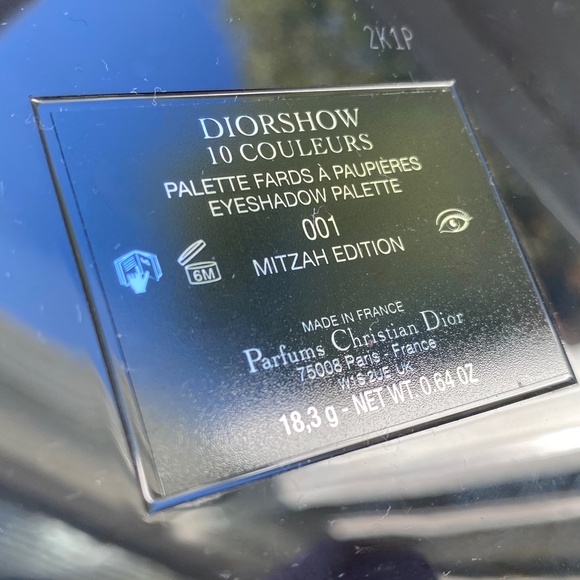 2K1P
DIORSHOW
10 COULEURS
PALETTE FARDS À PAUPIÈRES
EYESHADOW PALETTE
001
MITZAH EDITION
6M
MADE IN FRANCE
Parfums Christian Dior
75008 Paris - France
W1S 2UE UK
18,3 g - NET WT. 0.64 OZ